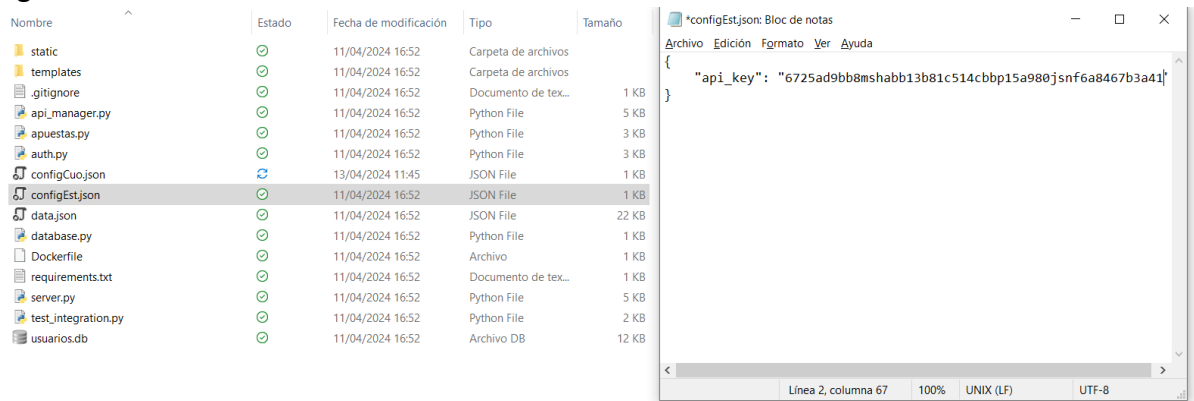 Nombre Estado Fecha de modificación Tipo Tamaño
static 11/04/2024 16:52 Carpeta de archivos
templates 11/04/2024 16:52 Carpeta de archivos
.gitignore 11/04/2024 16:52 Documento de tex... 1 KB
api_manager.py 11/04/2024 16:52 Python File 5 KB
apuestas.py 11/04/2024 16:52 Python File 3 KB
auth.py 11/04/2024 16:52 Python File 3 KB
configCuo.json 13/04/2024 11:45 JSON File 1 KB
configEst.json 11/04/2024 16:52 JSON File 1 KB
data.json 11/04/2024 16:52 JSON File 22 KB
database.py 11/04/2024 16:52 Python File 1 KB
Dockerfile 11/04/2024 16:52 Archivo 1 KB
requirements.txt 11/04/2024 16:52 Documento de tex... 1 KB
server.py 11/04/2024 16:52 Python File 5 KB
test_integration.py 11/04/2024 16:52 Python File 2 KB
usuarios.db 11/04/2024 16:52 Archivo DB 12 KB
*configEst.json: Bloc de notas
Archivo Edición Formato Ver Ayuda
{
"api_key": "6725ad9bb8mshabb13b81c514cbbp15a980jsnf6a8467b3a41"
}
Línea 2, columna 67 100% UNIX (LF) UTF-8